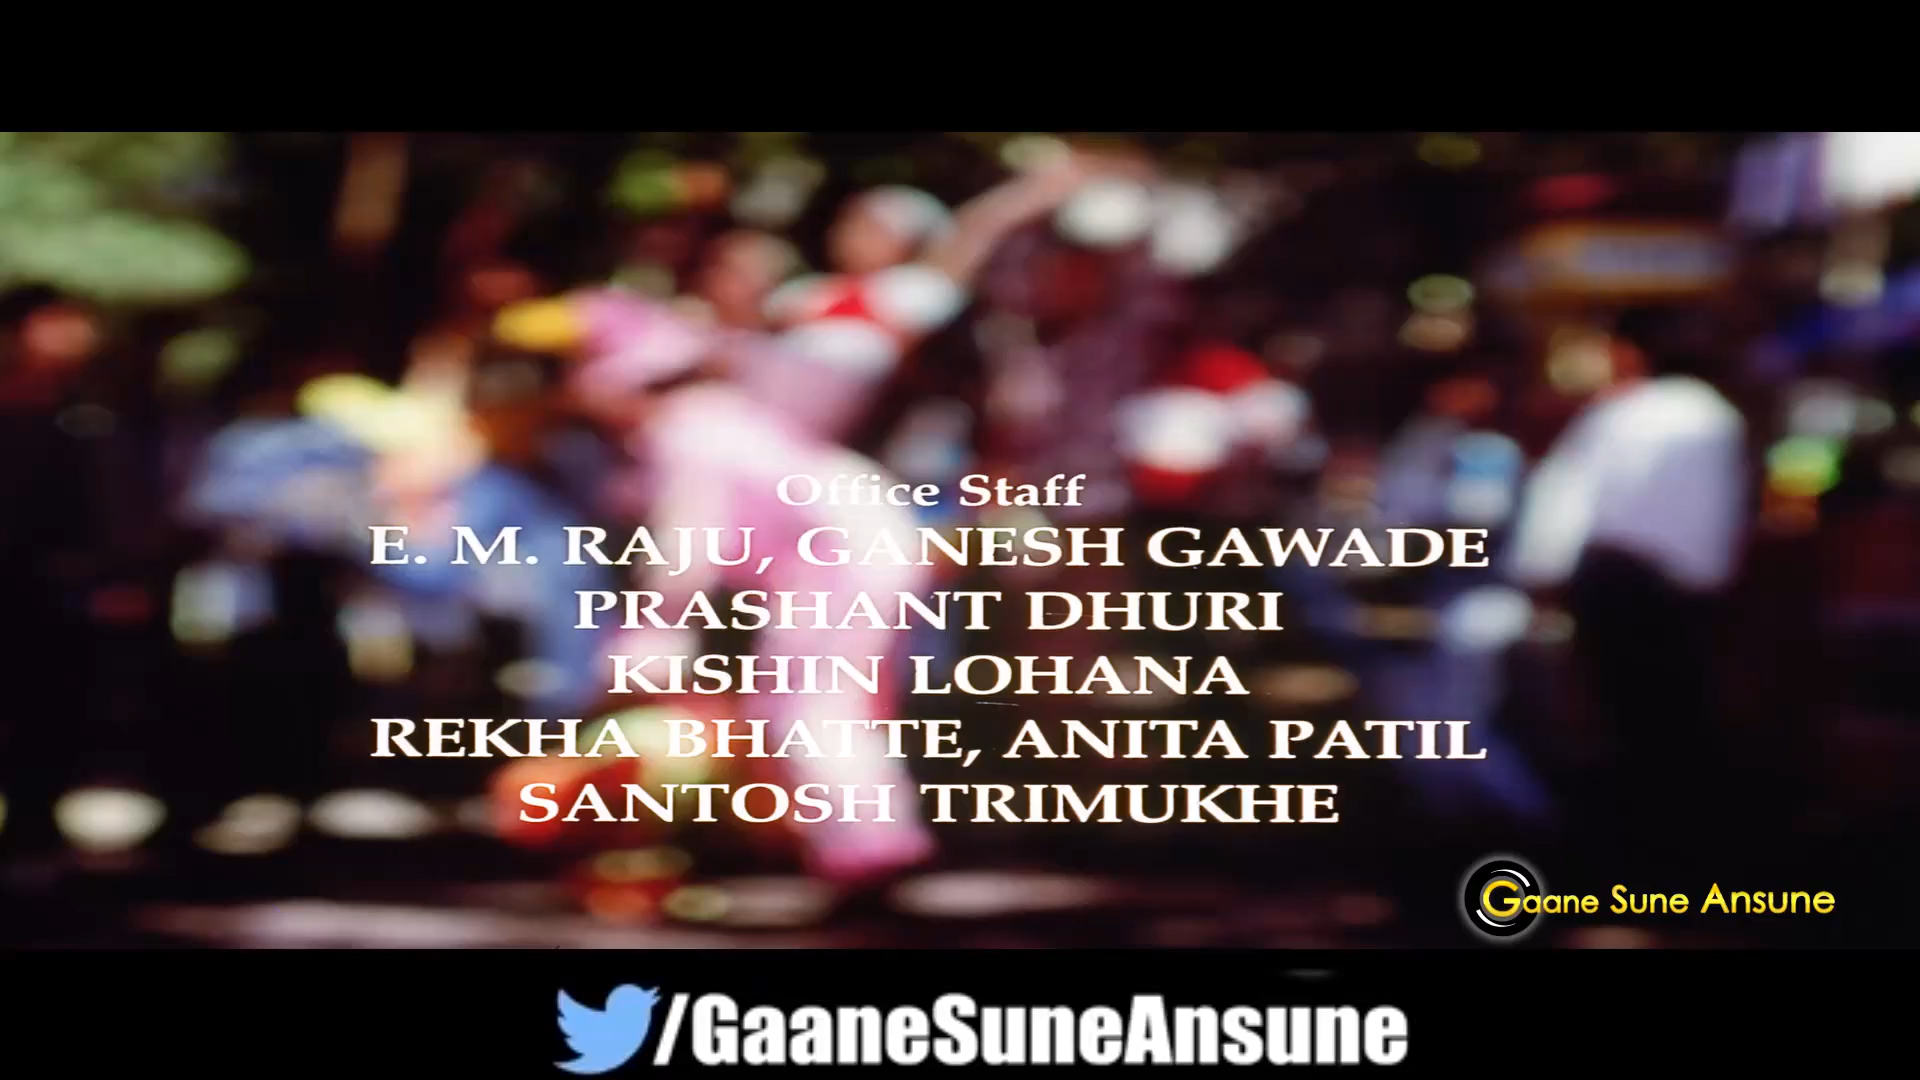 Office Staff
E. M. RAJU, GANESH GAWADE
PRASHANT DHURI
KISHIN LOHANA
REKHA BHATTE, ANITA PATIL
SANTOSH TRIMUKHE
Gaane Sune Ansune
/GaaneSuneAnsune